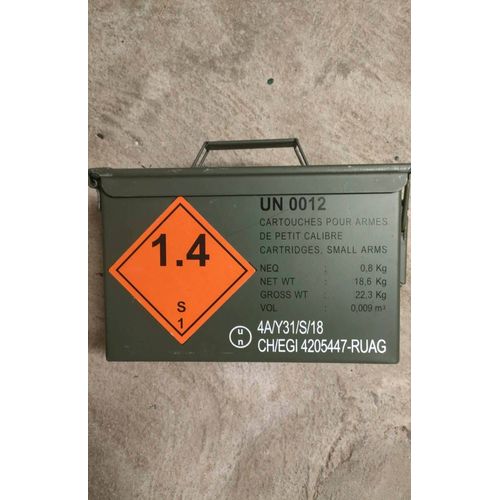 1.4
S
1
UN 0012
CARTOUCHES POUR ARMES
DE PETIT CALIBRE
CARTRIDGES, SMALL ARMS
NEQ : 0,8 Kg
NET WT : 18,6 Kg
GROSS WT : 22,3 Kg
VOL : 0,009 m³
u
n
4A/Y31/S/18
CH/EGI 4205447-RUAG